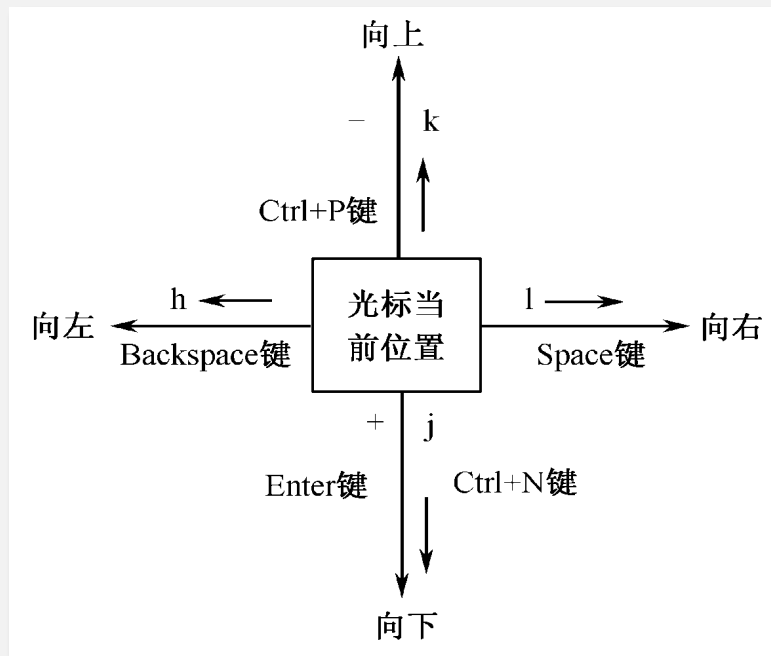 向上
– k
Ctrl+P键
h
l
光标当
前位置
向左
向右
Backspace键
Space键
+ j
Enter键
Ctrl+N键
向下